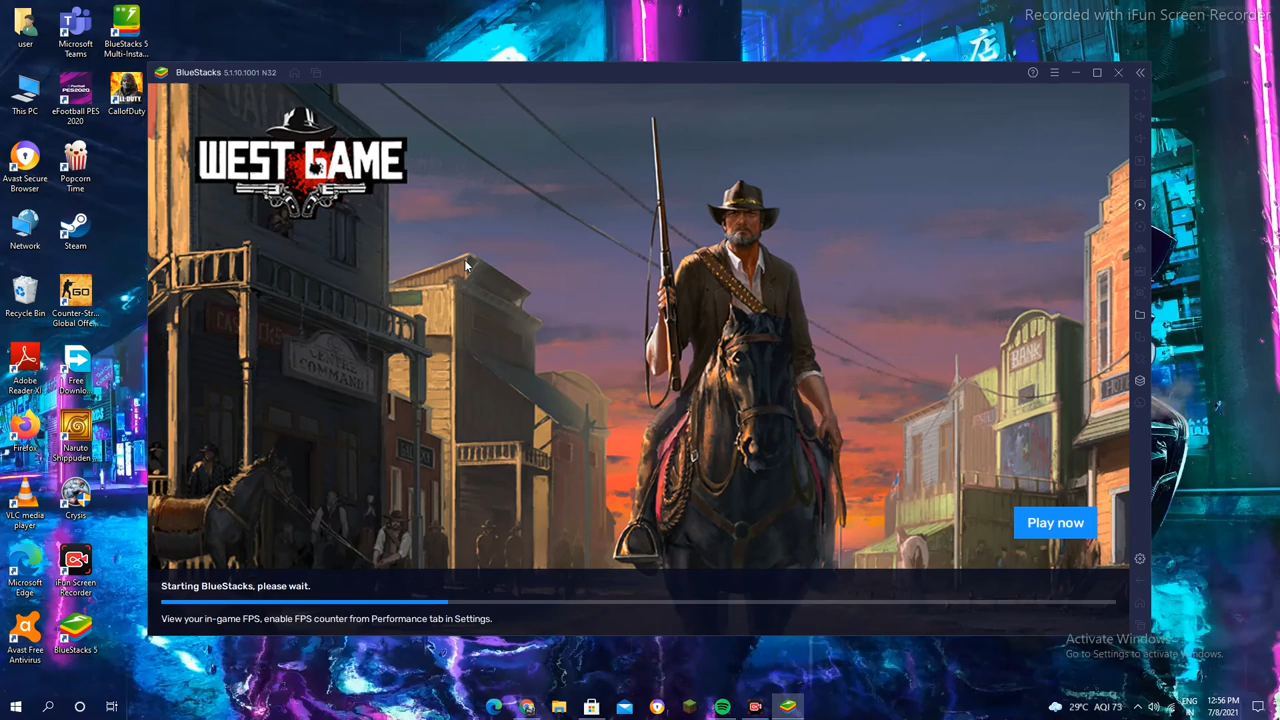 Recorded with iFun Screen Recorder
user
Microsoft
Teams
BlueStacks 5
Multi-Insta...
This PC
eFootball PES
2020
CallofDuty
Avast Secure
Browser
Popcorn
Time
Network
Steam
Recycle Bin
Counter-Str...
Global Offe...
Adobe
Reader XI
Free
Downlo...
Firefox
Naruto
Shippuden...
VLC media
player
Crysis
Microsoft
Edge
iFun Screen
Recorder
Avast Free
Antivirus
BlueStacks 5
BlueStacks 5.1.10.1001 N32
WEST GAME
COMMAND
BANK
Play now
Starting BlueStacks, please wait.
View your in-game FPS, enable FPS counter from Performance tab in Settings.
Activate Windows
Go to Settings to activate Windows.
29°C AQI 73
ENG
IN
12:56 PM
7/8/2021
店
GO